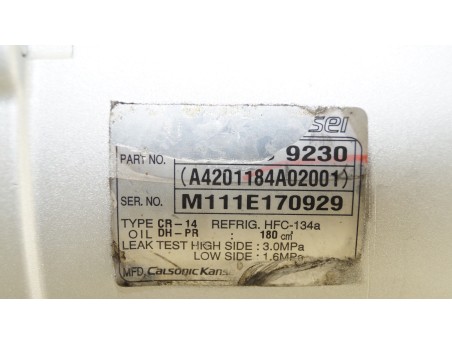 sei
PART NO. 9230
(A4201184A02001)
SER NO. M111E170929
TYPE CR-14 REFRIG. HFC-134a
OIL DH-PR : 180 cm³
LEAK TEST HIGH SIDE : 3.0MPa
LOW SIDE : 1.6MPa
MFD, Calsonic Kans